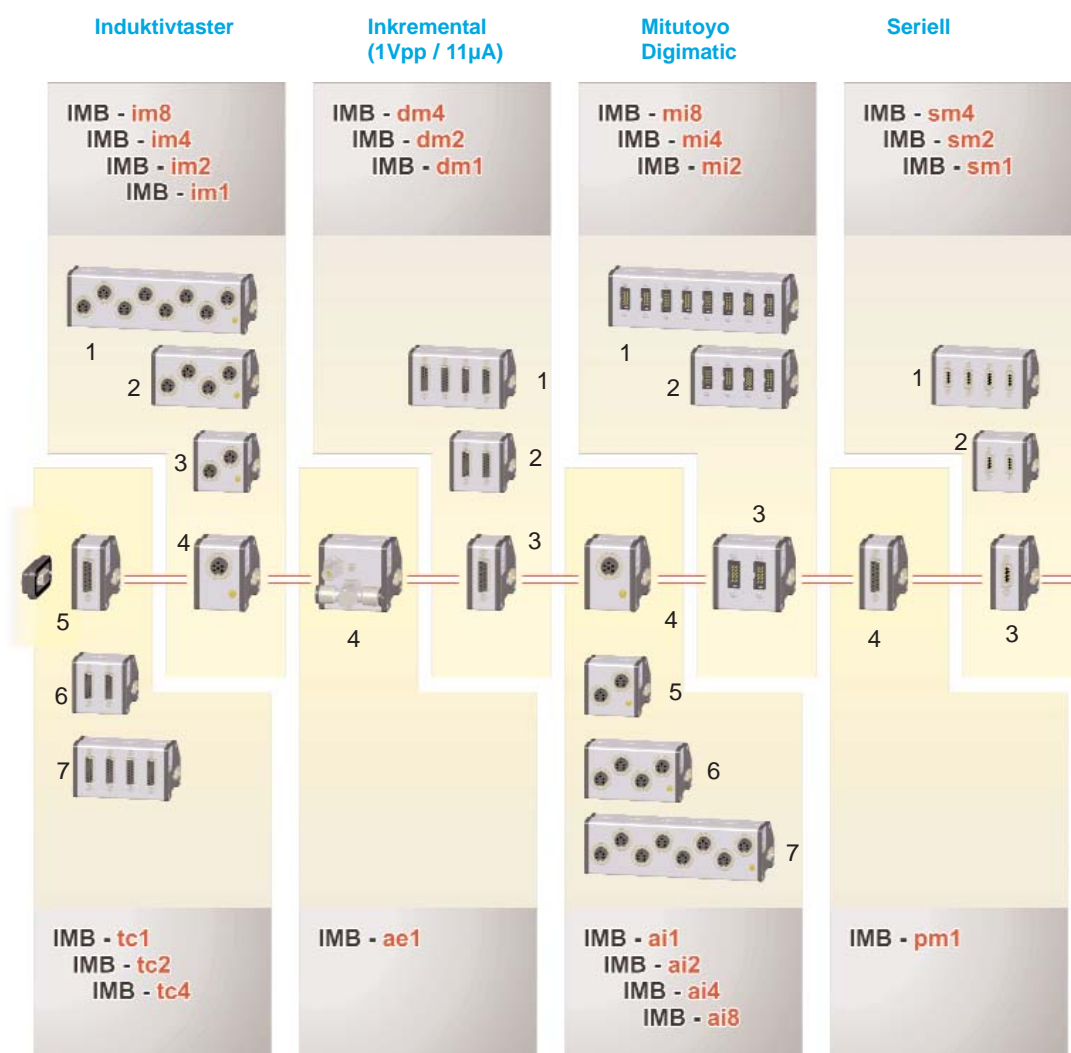 Induktivtaster
Inkremental
(1Vpp / 11µA)
Mitutoyo
Digimatic
Seriell
IMB - im8
IMB - im4
IMB - im2
IMB - im1
IMB - dm4
IMB - dm2
IMB - dm1
IMB - mi8
IMB - mi4
IMB - mi2
IMB - sm4
IMB - sm2
IMB - sm1
1
2
3
4
5
6
7
1
2
3
4
1
2
3
4
5
6
7
1
2
3
4
IMB - tc1
IMB - tc2
IMB - tc4
IMB - ae1
IMB - ai1
IMB - ai2
IMB - ai4
IMB - ai8
IMB - pm1